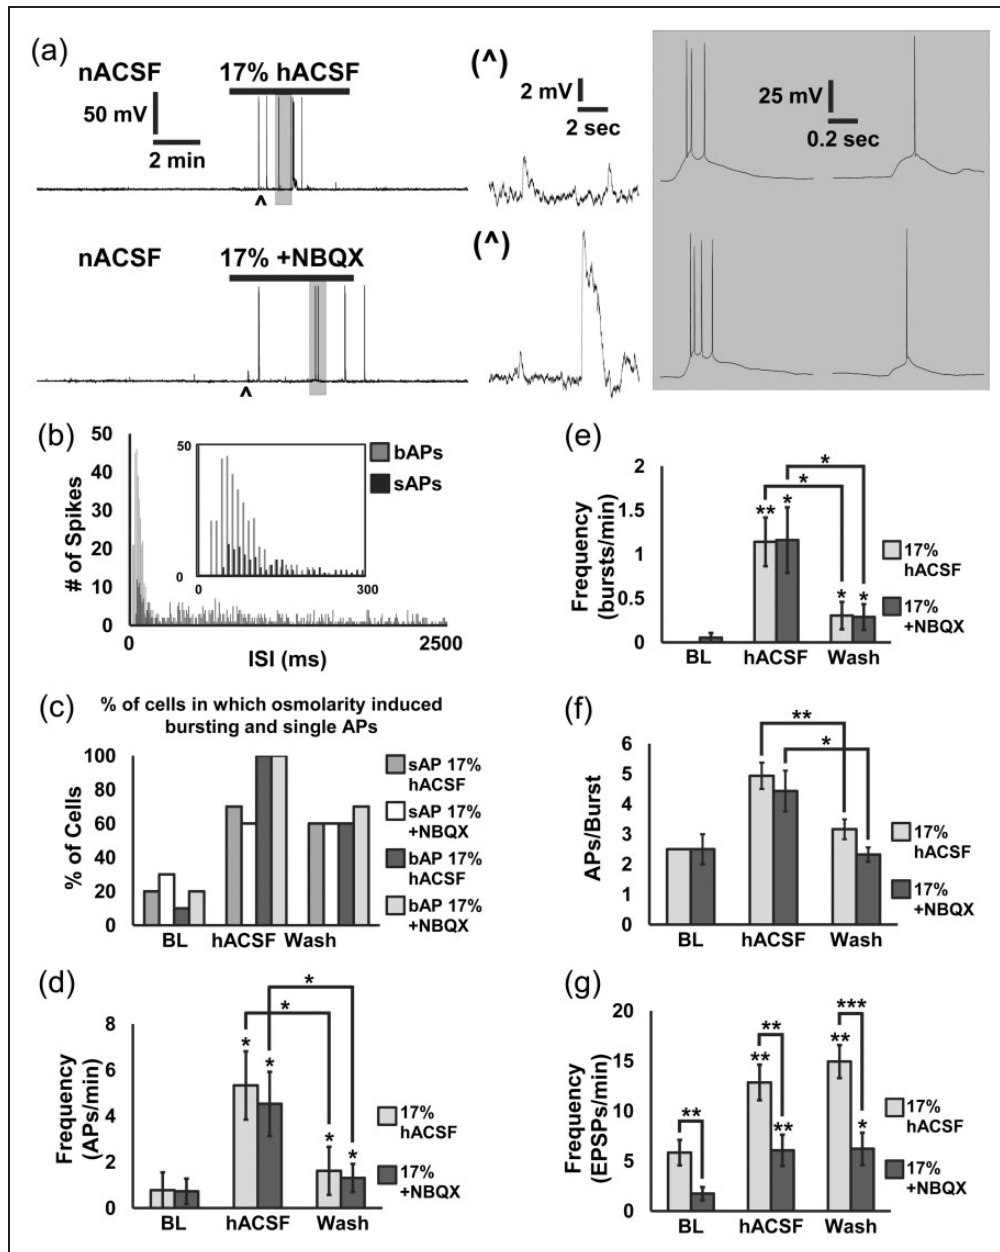 (a)
nACSF
17% hACSF
50 mV
2 min
^
(^)
2 mV
2 sec
25 mV
0.2 sec
nACSF
17% +NBQX
^
(^)
(b)
# of Spikes
50
40
30
20
10
0
0
2500
ISI (ms)
50
0
300
bAPs
sAPs
(c)
% of cells in which osmolarity induced
bursting and single APs
% of Cells
100
80
60
40
20
0
BL
hACSF
Wash
sAP 17%
hACSF
sAP 17%
+NBQX
bAP 17%
hACSF
bAP 17%
+NBQX
(d)
Frequency
(APs/min)
8
6
4
2
0
*
*
*
*
*
*
BL
hACSF
Wash
17%
hACSF
17%
+NBQX
(e)
Frequency
(bursts/min)
2
1.5
1
0.5
0
*
*
**
*
*
*
BL
hACSF
Wash
17%
hACSF
17%
+NBQX
(f)
APs/Burst
6
5
4
3
2
1
0
**
*
BL
hACSF
Wash
17%
hACSF
17%
+NBQX
(g)
Frequency
(EPSPs/min)
20
15
10
5
0
**
**
**
**
***
**
*
BL
hACSF
Wash
17%
hACSF
17%
+NBQX